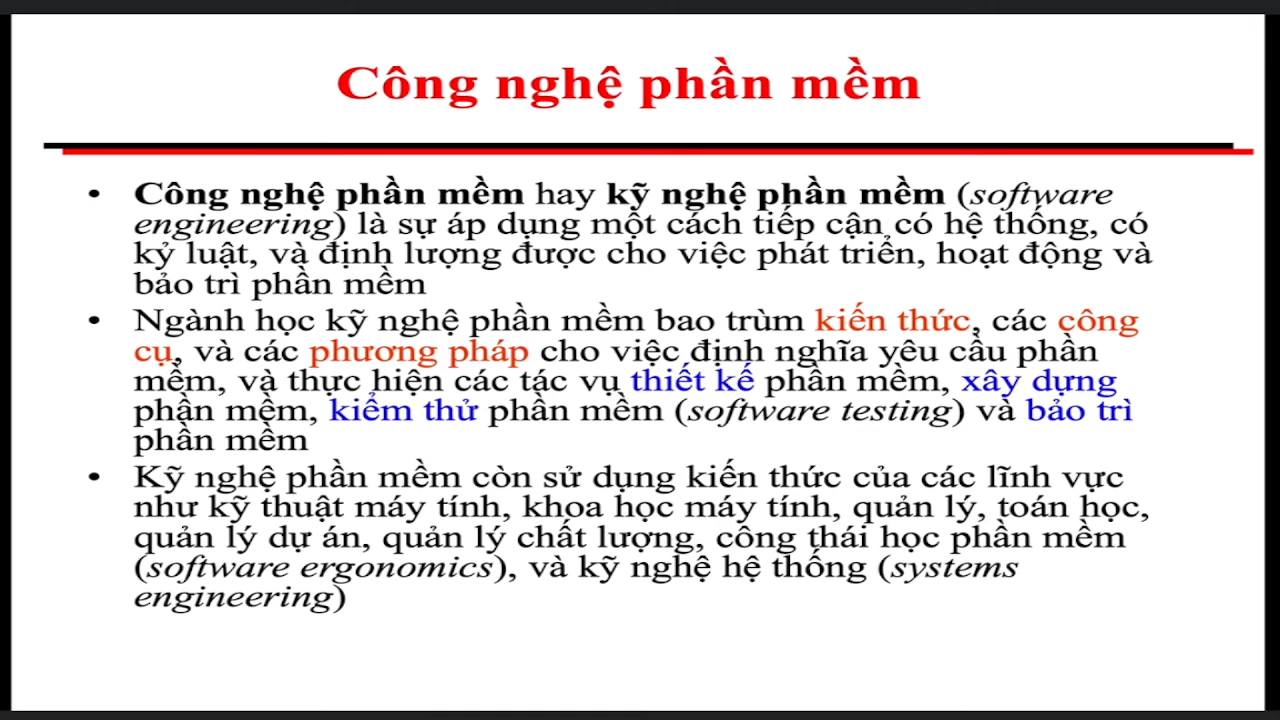 Công nghệ phần mềm
• Công nghệ phần mềm hay kỹ nghệ phần mềm (software
engineering) là sự áp dụng một cách tiếp cận có hệ thống, có
kỷ luật, và định lượng được cho việc phát triển, hoạt động và
bảo trì phần mềm
• Ngành học kỹ nghệ phần mềm bao trùm kiến thức, các công
cụ, và các phương pháp cho việc định nghĩa yêu cầu phần
mềm, và thực hiện các tác vụ thiết kế phần mềm, xây dựng
phần mềm, kiểm thử phần mềm (software testing) và bảo trì
phần mềm
• Kỹ nghệ phần mềm còn sử dụng kiến thức của các lĩnh vực
như kỹ thuật máy tính, khoa học máy tính, quản lý, toán học,
quản lý dự án, quản lý chất lượng, công thái học phần mềm
(software ergonomics), và kỹ nghệ hệ thống (systems
engineering)